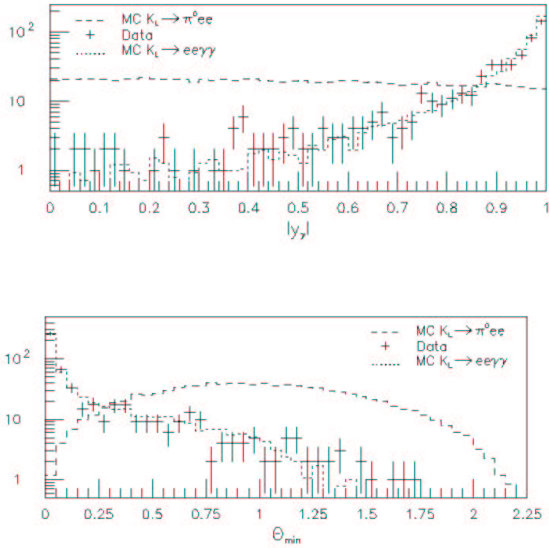 MC K_L → π⁰ee
Data
MC K_L → eeγγ
10²
10
1
0 0.1 0.2 0.3 0.4 0.5 0.6 0.7 0.8 0.9 1
|y_γ|
MC K_L → π⁰ee
Data
MC K_L → eeγγ
10²
10
1
0 0.25 0.5 0.75 1 1.25 1.5 1.75 2 2.25
Θ_min